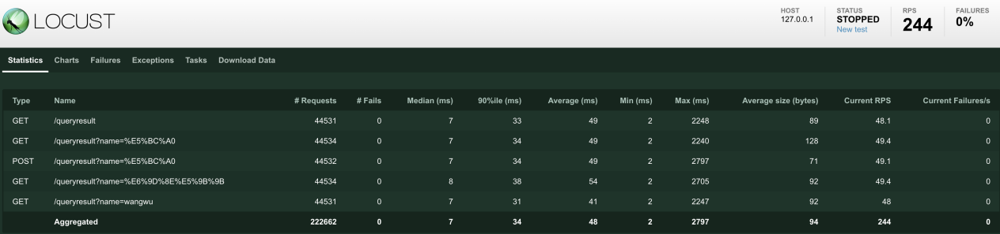 LOCUST
HOST
127.0.0.1
STATUS
STOPPED
New test
RPS
244
FAILURES
0%
Statistics Charts Failures Exceptions Tasks Download Data
Type Name # Requests # Fails Median (ms) 90%ile (ms) Average (ms) Min (ms) Max (ms) Average size (bytes) Current RPS Current Failures/s
GET /queryresult 44531 0 7 33 49 2 2248 89 48.1 0
GET /queryresult?name=%E5%BC%A0 44534 0 7 34 49 2 2240 128 49.4 0
POST /queryresult?name=%E5%BC%A0 44532 0 7 34 49 2 2797 71 49.1 0
GET /queryresult?name=%E6%9D%8E%E5%9B%9B 44534 0 8 38 54 2 2705 92 49.4 0
GET /queryresult?name=wangwu 44531 0 7 31 41 2 2247 92 48 0
Aggregated 222662 0 7 34 48 2 2797 94 244 0